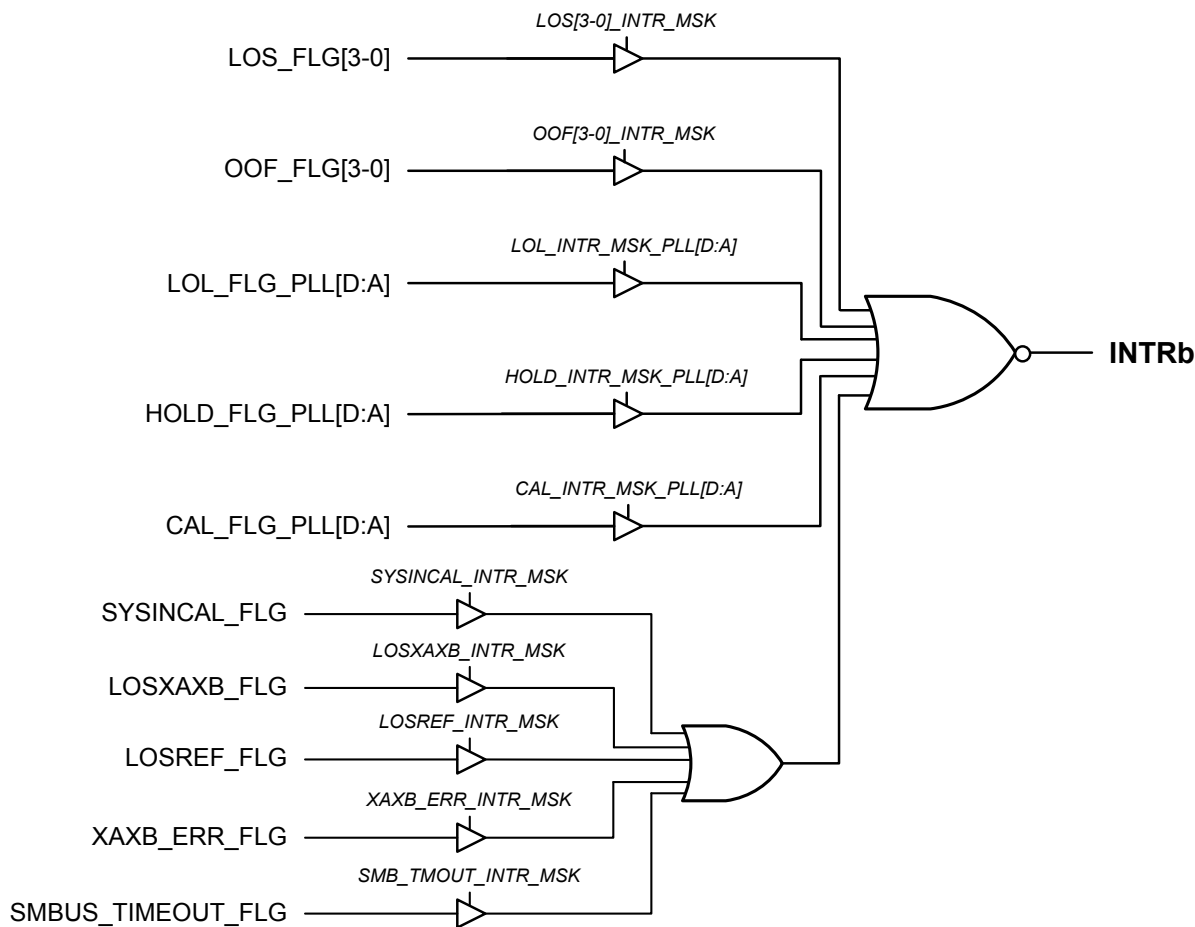 LOS[3-0]_INTR_MSK
LOS_FLG[3-0]
OOF[3-0]_INTR_MSK
OOF_FLG[3-0]
LOL_INTR_MSK_PLL[D:A]
LOL_FLG_PLL[D:A]
INTRb
HOLD_INTR_MSK_PLL[D:A]
HOLD_FLG_PLL[D:A]
CAL_INTR_MSK_PLL[D:A]
CAL_FLG_PLL[D:A]
SYSINCAL_INTR_MSK
SYSINCAL_FLG
LOSXAXB_INTR_MSK
LOSXAXB_FLG
LOSREF_INTR_MSK
LOSREF_FLG
XAXB_ERR_INTR_MSK
XAXB_ERR_FLG
SMB_TMOUT_INTR_MSK
SMBUS_TIMEOUT_FLG